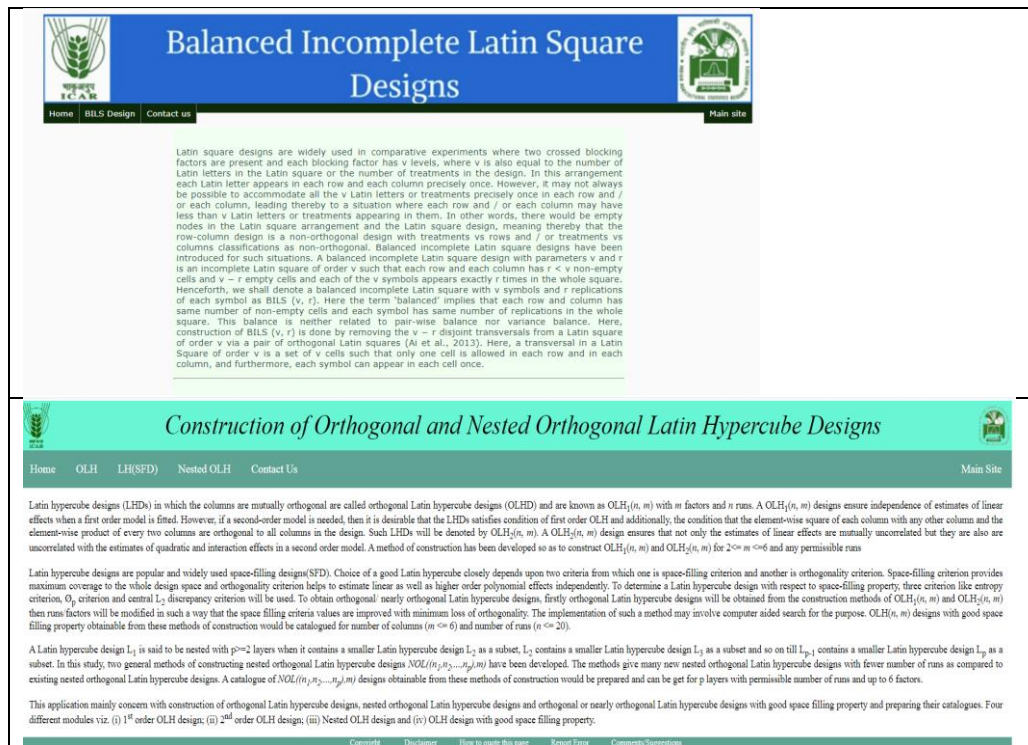 Balanced Incomplete Latin Square
Designs
भाकृअनुप
ICAR
Home BILS Design Contact us Main site
Latin square designs are widely used in comparative experiments where two crossed blocking
factors are present and each blocking factor has v levels, where v is also equal to the number of
Latin letters in the Latin square or the number of treatments in the design. In this arrangement
each Latin letter appears in each row and each column precisely once. However, it may not always
be possible to accommodate all the v Latin letters or treatments precisely once in each row and /
or each column, leading thereby to a situation where each row and / or each column may have
less than v Latin letters or treatments appearing in them. In other words, there would be empty
nodes in the Latin square arrangement and the Latin square design, meaning thereby that the
row-column design is a non-orthogonal design with treatments vs rows and / or treatments vs
columns classifications as non-orthogonal. Balanced incomplete Latin square designs have been
introduced for such situations. A balanced incomplete Latin square design with parameters v and r
is an incomplete Latin square of order v such that each row and each column has r < v non-empty
cells and v – r empty cells and each of the v symbols appears exactly r times in the whole square.
Henceforth, we shall denote a balanced incomplete Latin square with v symbols and r replications
of each symbol as BILS (v, r). Here the term 'balanced' implies that each row and column has
same number of non-empty cells and each symbol has same number of replications in the whole
square. This balance is neither related to pair-wise balance nor variance balance. Here,
construction of BILS (v, r) is done by removing the v – r disjoint transversals from a Latin square
of order v via a pair of orthogonal Latin squares (Ai et al., 2013). Here, a transversal in a Latin
Square of order v is a set of v cells such that only one cell is allowed in each row and in each
column, and furthermore, each symbol can appear in each cell once.
Construction of Orthogonal and Nested Orthogonal Latin Hypercube Designs
Home OLH LH(SFD) Nested OLH Contact Us Main Site
Latin hypercube designs (LHDs) in which the columns are mutually orthogonal are called orthogonal Latin hypercube designs (OLHD) and are known as OLH₁(n, m) with m factors and n runs. A OLH₁(n, m) designs ensure independence of estimates of linear
effects when a first order model is fitted. However, if a second-order model is needed, then it is desirable that the LHDs satisfies condition of first order OLH and additionally, the condition that the element-wise square of each column with any other column and the
element-wise product of every two columns are orthogonal to all columns in the design. Such LHDs will be denoted by OLH₂(n, m). A OLH₂(n, m) design ensures that not only the estimates of linear effects are mutually uncorrelated but they are also are
uncorrelated with the estimates of quadratic and interaction effects in a second order model. A method of construction has been developed so as to construct OLH₁(n, m) and OLH₂(n, m) for 2<= m <=6 and any permissible runs
Latin hypercube designs are popular and widely used space-filling designs(SFD). Choice of a good Latin hypercube closely depends upon two criteria from which one is space-filling criterion and another is orthogonality criterion. Space-filling criterion provides
maximum coverage to the whole design space and orthogonality criterion helps to estimate linear as well as higher order polynomial effects independently. To determine a Latin hypercube design with respect to space-filling property, three criterion like entropy
criterion, Øₚ criterion and central L₂ discrepancy criterion will be used. To obtain orthogonal/ nearly orthogonal Latin hypercube designs, firstly orthogonal Latin hypercube designs will be obtained from the construction methods of OLH₁(n, m) and OLH₂(n, m)
then runs/factors will be modified in such a way that the space filling criteria values are improved with minimum loss of orthogonality. The implementation of such a method may involve computer aided search for the purpose. OLH(n, m) designs with good space
filling property obtainable from these methods of construction would be catalogued for number of columns (m <= 6) and number of runs (n <= 20).
A Latin hypercube design L₁ is said to be nested with p>=2 layers when it contains a smaller Latin hypercube design L₂ as a subset, L₂ contains a smaller Latin hypercube design L₃ as a subset and so on till Lₚ₋₁ contains a smaller Latin hypercube design Lₚ as a
subset. In this study, two general methods of constructing nested orthogonal Latin hypercube designs NOL((n₁,n₂,...,nₚ),m) have been developed. The methods give many new nested orthogonal Latin hypercube designs with fewer number of runs as compared to
existing nested orthogonal Latin hypercube designs. A catalogue of NOL((n₁,n₂,...,nₚ),m) designs obtainable from these methods of construction would be prepared and can be get for p layers with permissible number of runs and up to 6 factors.
This application mainly concern with construction of orthogonal Latin hypercube designs, nested orthogonal Latin hypercube designs and orthogonal or nearly orthogonal Latin hypercube designs with good space filling property and preparing their catalogues. Four
different modules viz. (i) 1st order OLH design; (ii) 2nd order OLH design; (iii) Nested OLH design and (iv) OLH design with good space filling property.
Copyright Disclaimer How to quote this page Report Error Comments/Suggestions